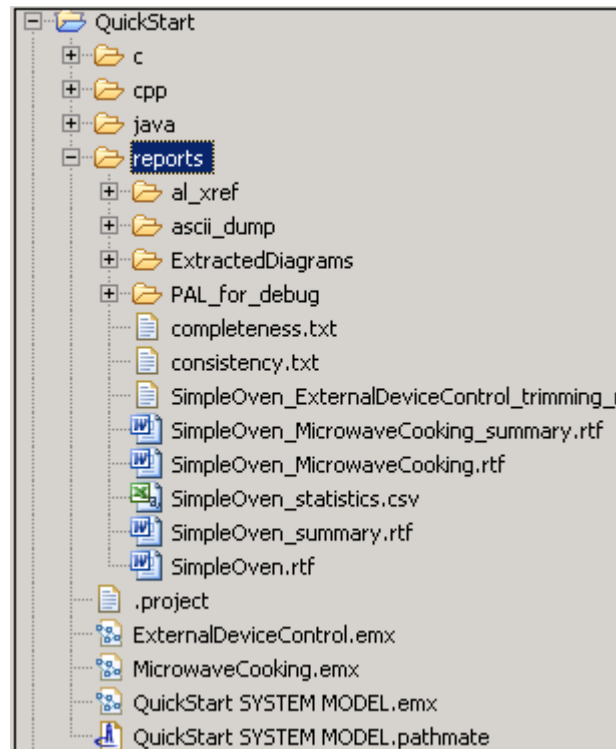 QuickStart
c
cpp
java
reports
al_xref
ascii_dump
ExtractedDiagrams
PAL_for_debug
completeness.txt
consistency.txt
SimpleOven_ExternalDeviceControl_trimming_
SimpleOven_MicrowaveCooking_summary.rtf
SimpleOven_MicrowaveCooking.rtf
SimpleOven_statistics.csv
SimpleOven_summary.rtf
SimpleOven.rtf
.project
ExternalDeviceControl.emx
MicrowaveCooking.emx
QuickStart SYSTEM MODEL.emx
QuickStart SYSTEM MODEL.pathmate